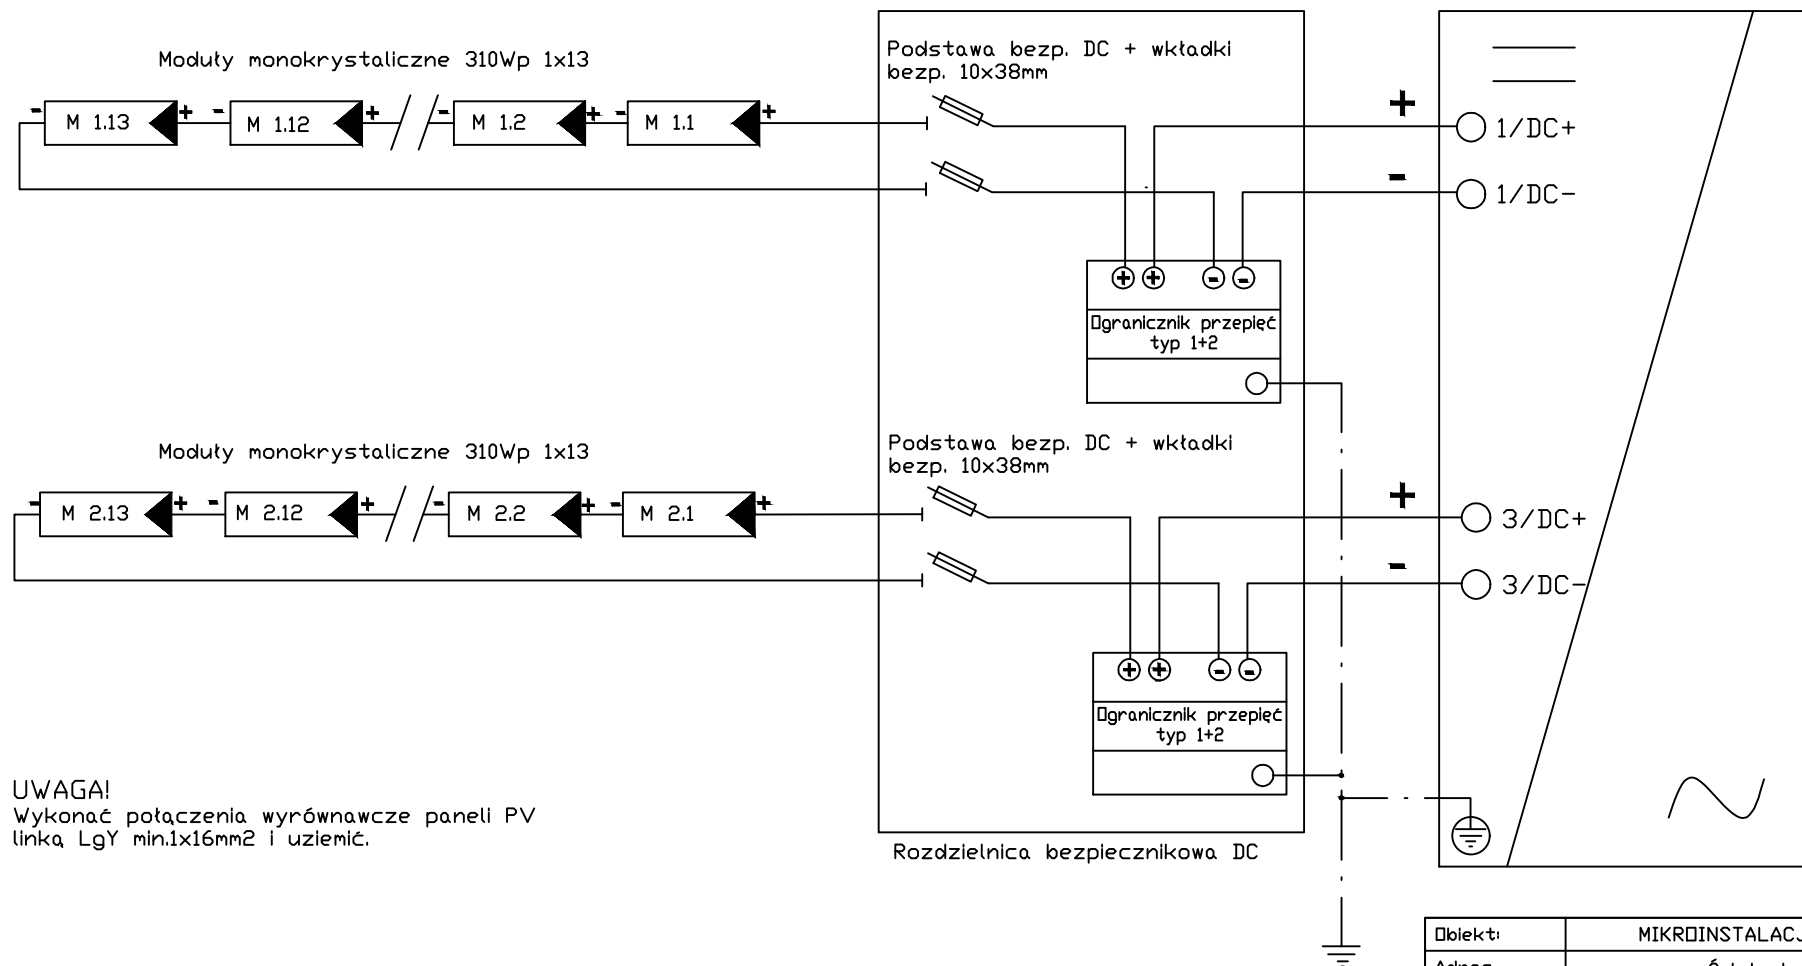 Moduły monokrystaliczne 310Wp 1x13
- M 1.13 + - M 1.12 + - M 1.2 + - M 1.1 +
Podstawa bezp. DC + wkładki
bezp. 10x38mm
+
1/DC+
-
1/DC-
+ + - -
Ogranicznik przepięć
typ 1+2
Moduły monokrystaliczne 310Wp 1x13
- M 2.13 + - M 2.12 + - M 2.2 + - M 2.1 +
Podstawa bezp. DC + wkładki
bezp. 10x38mm
+
3/DC+
-
3/DC-
+ + - -
Ogranicznik przepięć
typ 1+2
UWAGA!
Wykonać połączenia wyrównawcze paneli PV
linką LgY min.1x16mm2 i uziemić.
Rozdzielnica bezpiecznikowa DC
Obiekt: MIKROINSTALACJ